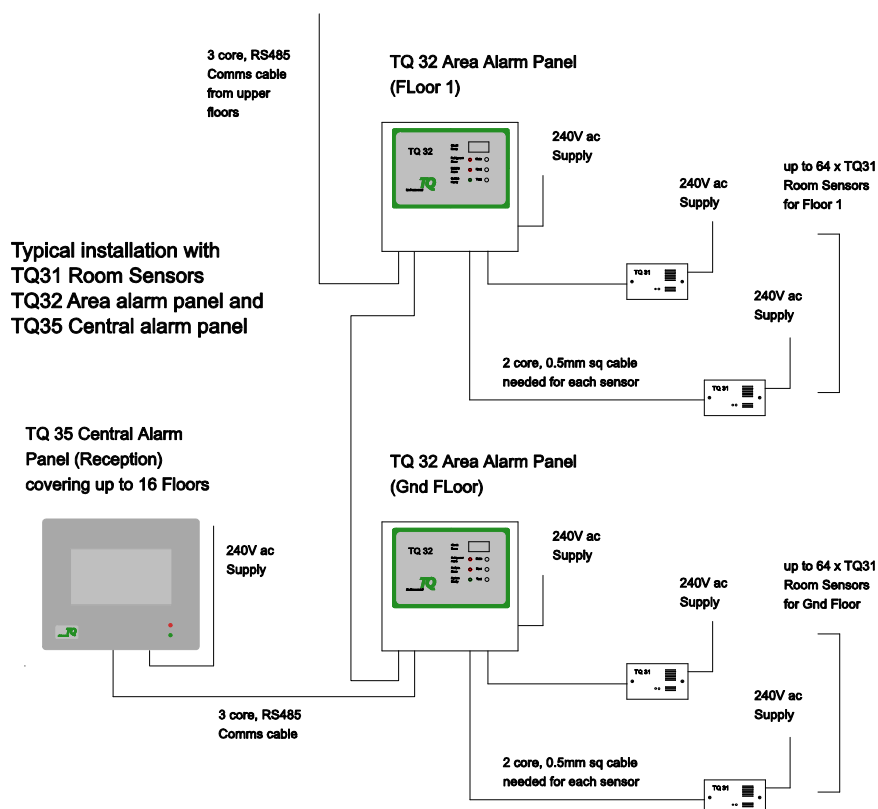 3 core, RS485
Comms cable
from upper
floors
TQ 32 Area Alarm Panel
(FLoor 1)
240V ac
Supply
TQ 32
TQ
240V ac
Supply
up to 64 x TQ31
Room Sensors
for Floor 1
TQ 31
Typical installation with
TQ31 Room Sensors
TQ32 Area alarm panel and
TQ35 Central alarm panel
240V ac
Supply
2 core, 0.5mm sq cable
needed for each sensor
TQ 31
TQ 35 Central Alarm
Panel (Reception)
covering up to 16 Floors
TQ 32 Area Alarm Panel
(Gnd FLoor)
240V ac
Supply
240V ac
Supply
TQ 32
TQ
TQ
240V ac
Supply
up to 64 x TQ31
Room Sensors
for Gnd Floor
TQ 31
3 core, RS485
Comms cable
240V ac
Supply
2 core, 0.5mm sq cable
needed for each sensor
TQ 31